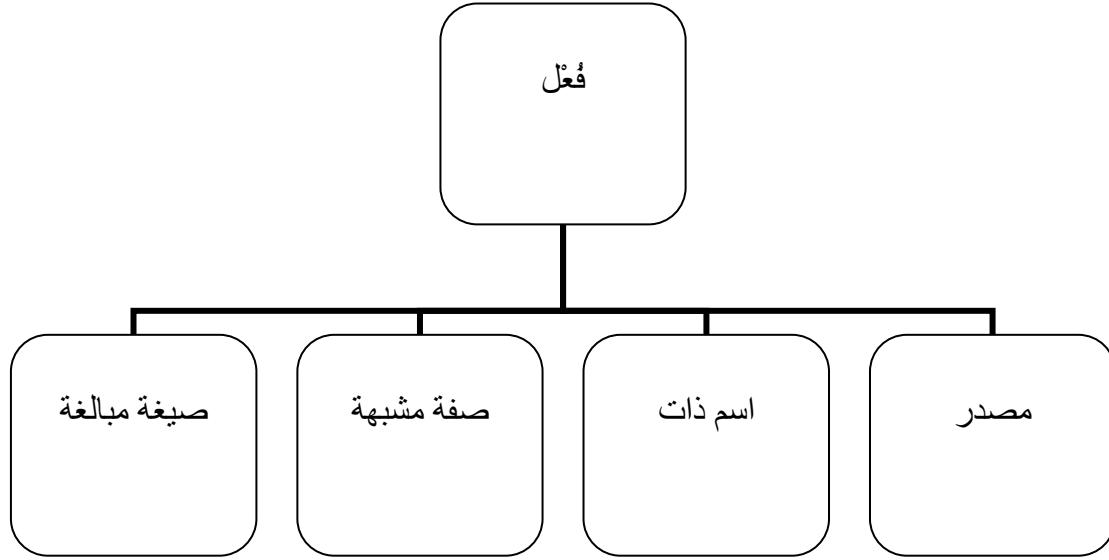 فُعْل
مصدر
اسم ذات
صفة مشبهة
صيغة مبالغة